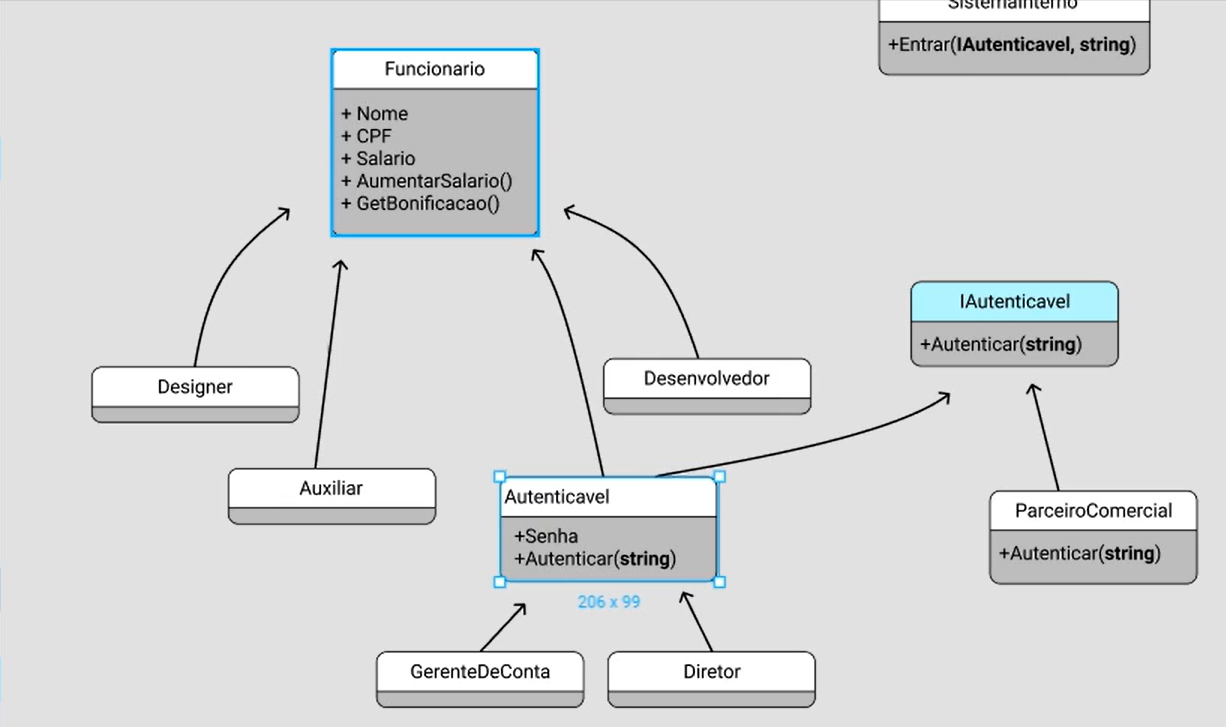 SistemaInterno
+Entrar(IAutenticavel, string)
Funcionario
+ Nome
+ CPF
+ Salario
+ AumentarSalario()
+ GetBonificacao()
IAutenticavel
+Autenticar(string)
Designer
Desenvolvedor
Auxiliar
Autenticavel
+Senha
+Autenticar(string)
206 x 99
ParceiroComercial
+Autenticar(string)
GerenteDeConta
Diretor